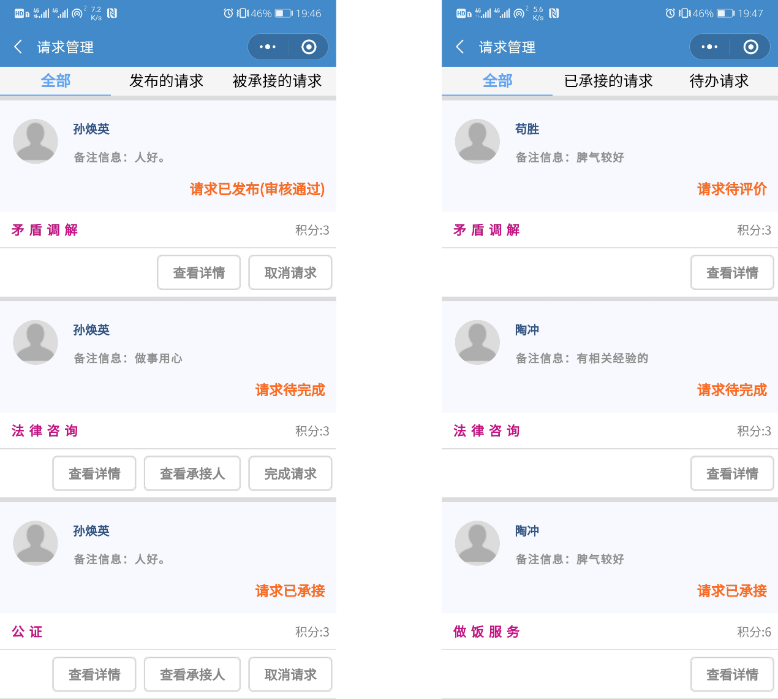 HD 4G 4G 7.2 K/s 46% 19:46
请求管理
全部 发布的请求 被承接的请求
孙焕英
备注信息：人好。
请求已发布(审核通过)
矛盾调解 积分:3
查看详情 取消请求
孙焕英
备注信息：做事用心
请求待完成
法律咨询 积分:3
查看详情 查看承接人 完成请求
孙焕英
备注信息：人好。
请求已承接
公证 积分:3
查看详情 查看承接人 取消请求
HD 4G 4G 5.6 K/s 46% 19:47
请求管理
全部 已承接的请求 待办请求
苟胜
备注信息：脾气较好
请求待评价
矛盾调解 积分:3
查看详情
陶冲
备注信息：有相关经验的
请求待完成
法律咨询 积分:3
查看详情
陶冲
备注信息：脾气较好
请求已承接
做饭服务 积分:6
查看详情